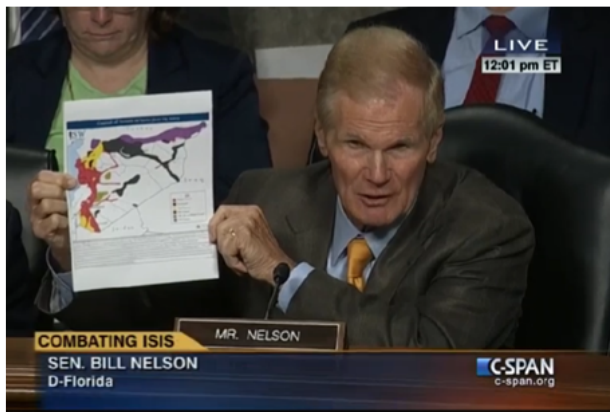 LIVE
12:01 pm ET
MR. NELSON
COMBATING ISIS
SEN. BILL NELSON
D-Florida
C-SPAN
c-span.org